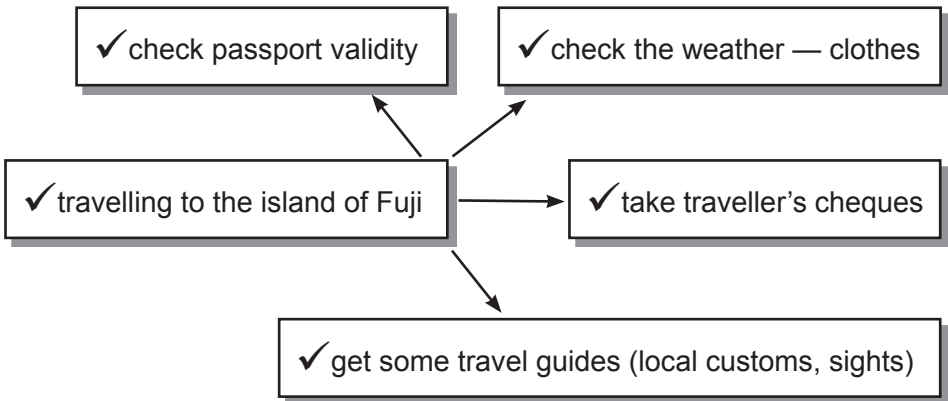 ✓ check passport validity
✓ check the weather — clothes
✓ travelling to the island of Fuji
✓ take traveller's cheques
✓ get some travel guides (local customs, sights)